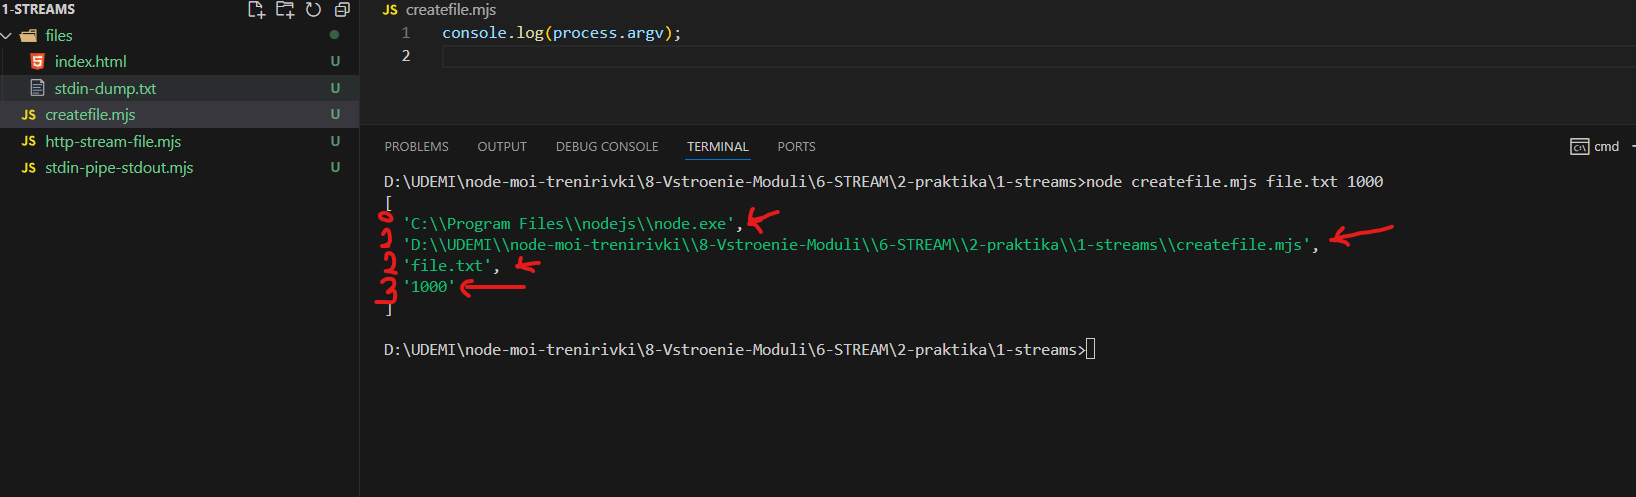 1-STREAMS
files
index.html U
stdin-dump.txt U
JS createfile.mjs U
JS http-stream-file.mjs U
JS stdin-pipe-stdout.mjs U
JS createfile.mjs
1 console.log(process.argv);
2
PROBLEMS OUTPUT DEBUG CONSOLE TERMINAL PORTS cmd
D:\UDEMI\node-moi-trenirivki\8-Vstroenie-Moduli\6-STREAM\2-praktika\1-streams>node createfile.mjs file.txt 1000
[
0 'C:\\Program Files\\nodejs\\node.exe',
1 'D:\\UDEMI\\node-moi-trenirivki\\8-Vstroenie-Moduli\\6-STREAM\\2-praktika\\1-streams\\createfile.mjs',
2 'file.txt',
3 '1000'
]
D:\UDEMI\node-moi-trenirivki\8-Vstroenie-Moduli\6-STREAM\2-praktika\1-streams>